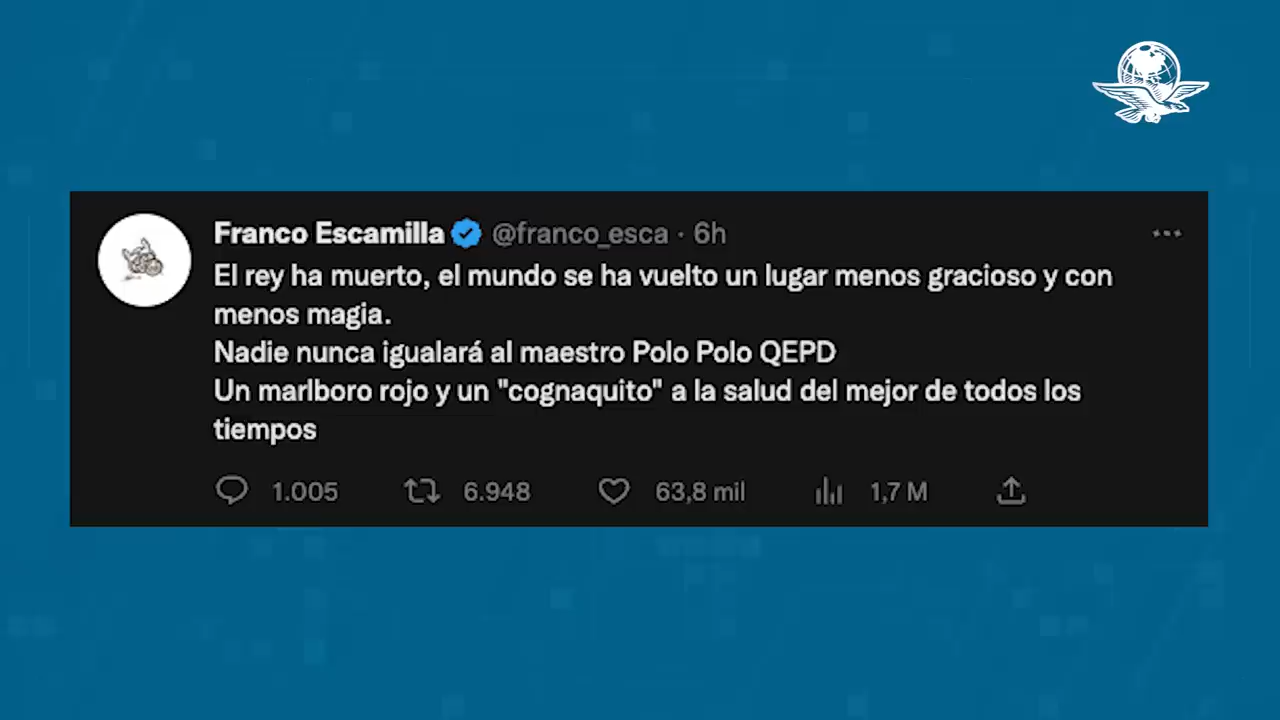 Franco Escamilla @franco_esca · 6h
El rey ha muerto, el mundo se ha vuelto un lugar menos gracioso y con
menos magia.
Nadie nunca igualará al maestro Polo Polo QEPD
Un marlboro rojo y un "cognaquito" a la salud del mejor de todos los
tiempos
1.005 6.948 63,8 mil 1,7 M